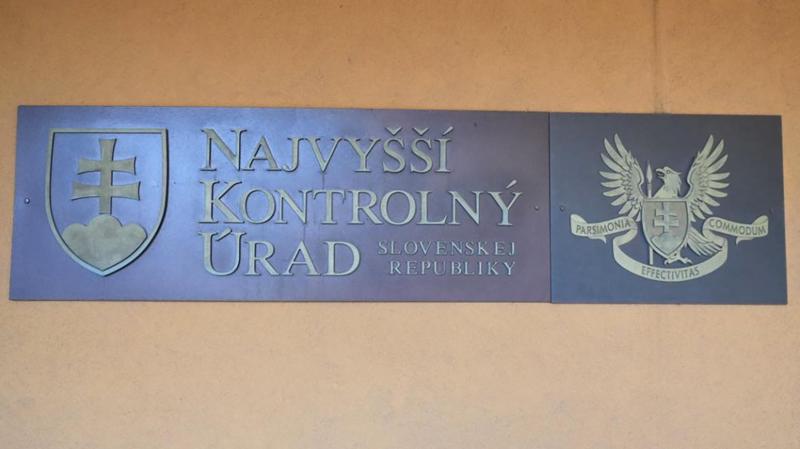 NAJVYŠŠÍ
KONTROLNÝ
ÚRAD
SLOVENSKEJ
REPUBLIKY
PARSIMONIA
COMMODUM
EFFECTIVITAS